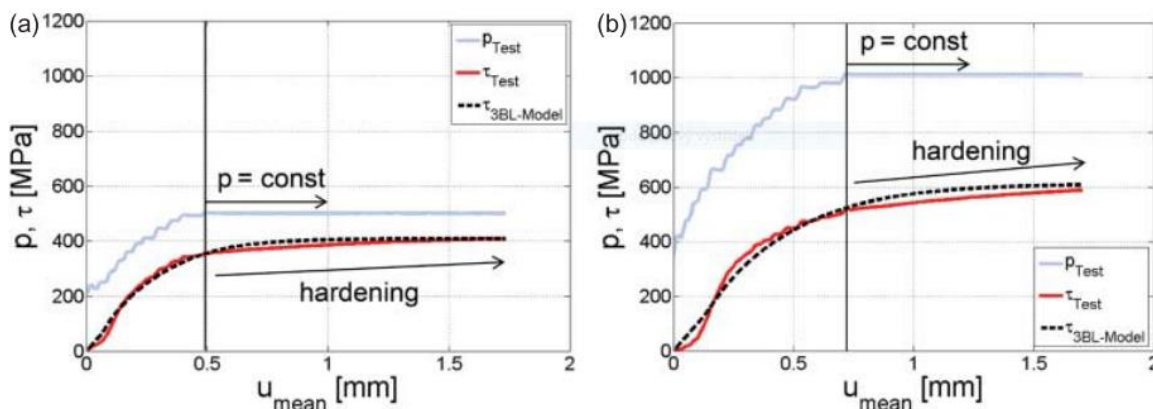 (a)
1200
1000
800
600
400
200
0
p, τ [MPa]
p_Test
τ_Test
τ_3BL-Model
p = const
hardening
0 0.5 1 1.5 2
u_mean [mm]
(b)
1200
1000
800
600
400
200
0
p, τ [MPa]
p = const
hardening
p_Test
τ_Test
τ_3BL-Model
0 0.5 1 1.5 2
u_mean [mm]